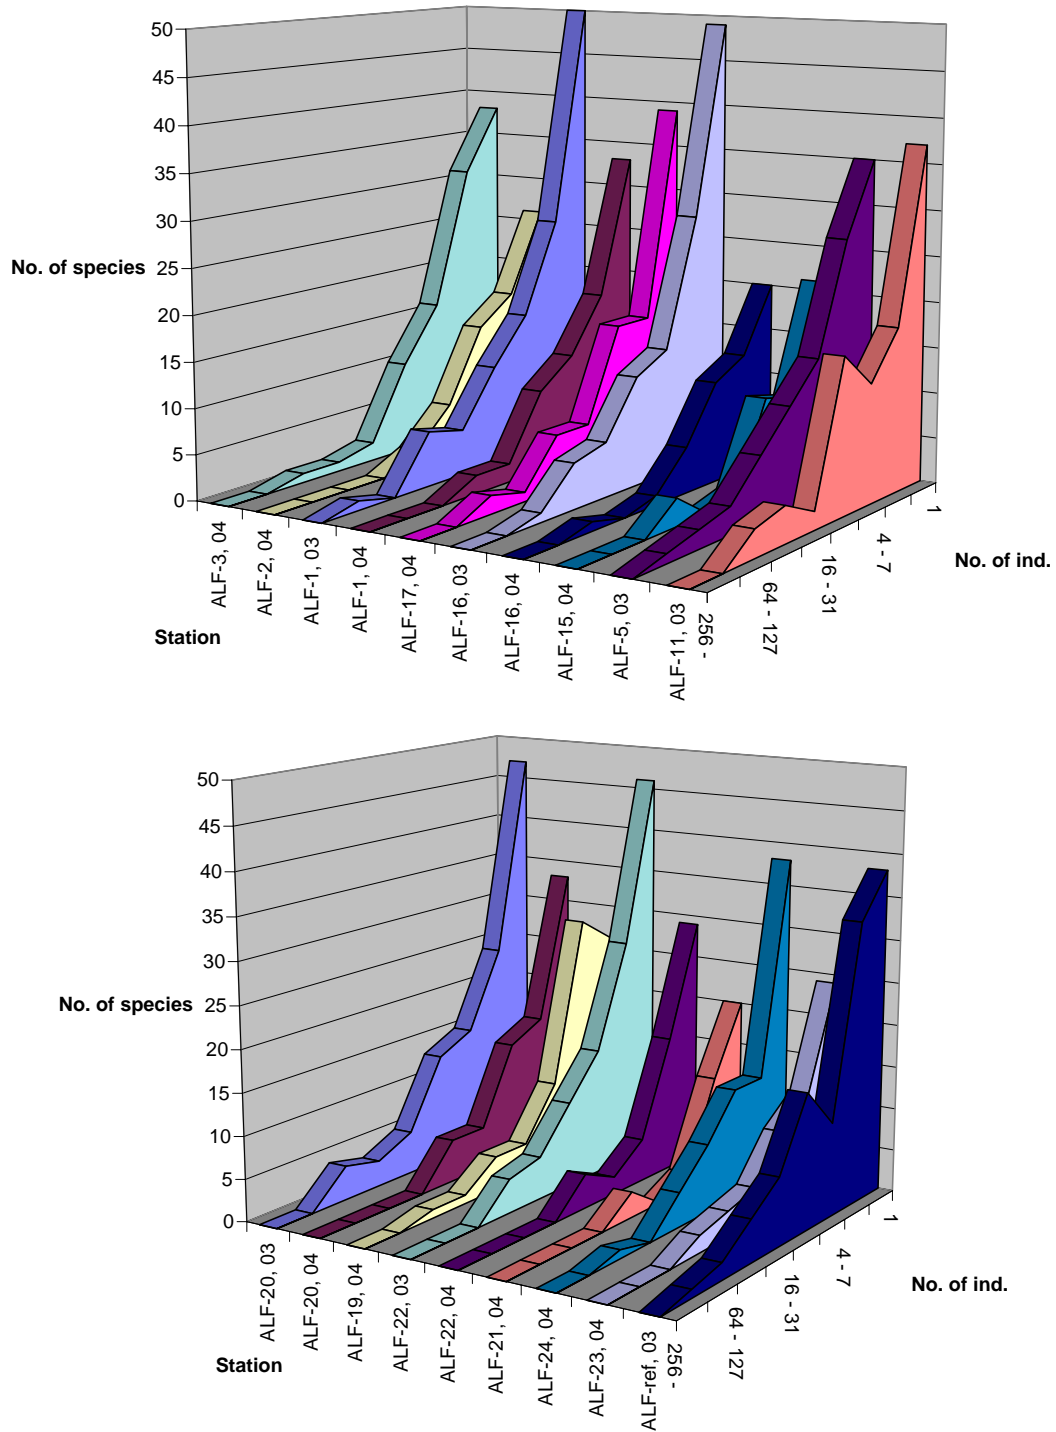 50
45
40
35
30
25
20
15
10
5
0
No. of species
ALF-3, 04
ALF-2, 04
ALF-1, 03
ALF-1, 04
ALF-17, 04
ALF-16, 03
ALF-16, 04
ALF-15, 04
ALF-5, 03
ALF-11, 03
Station
256 -
64 - 127
16 - 31
4 - 7
1
No. of ind.
50
45
40
35
30
25
20
15
10
5
0
No. of species
ALF-20, 03
ALF-20, 04
ALF-19, 04
ALF-22, 03
ALF-22, 04
ALF-21, 04
ALF-24, 04
ALF-23, 04
ALF-ref, 03
Station
256 -
64 - 127
16 - 31
4 - 7
1
No. of ind.